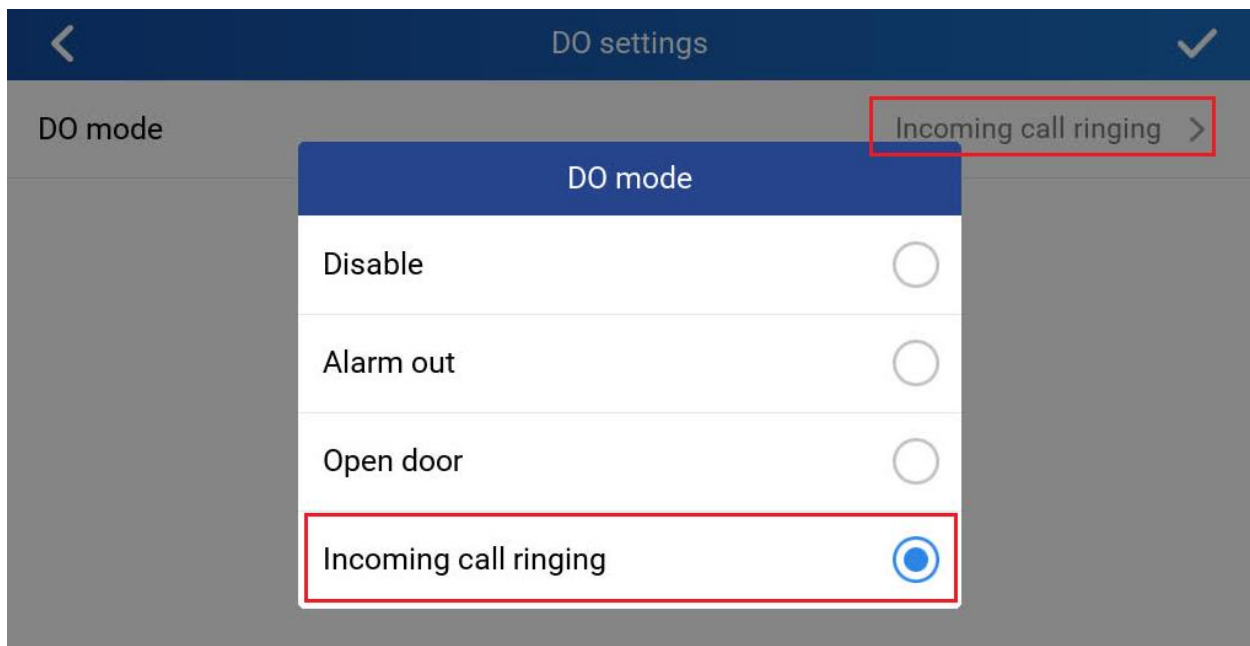 DO settings
DO mode
Incoming call ringing
DO mode
Disable
Alarm out
Open door
Incoming call ringing